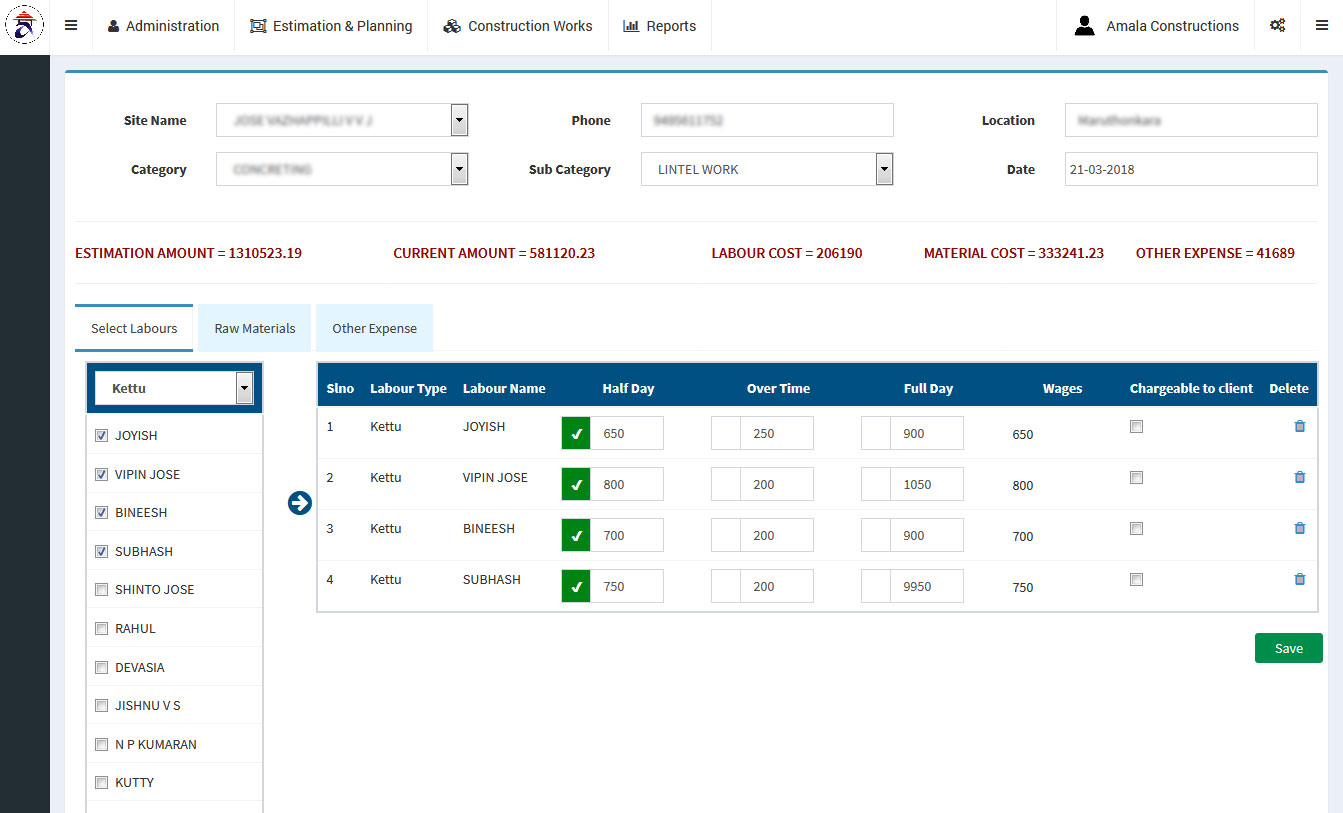 Administration Estimation & Planning Construction Works Reports Amala Constructions
Site Name Phone Location
Category CONCRETING Sub Category LINTEL WORK Date 21-03-2018
ESTIMATION AMOUNT = 1310523.19 CURRENT AMOUNT = 581120.23 LABOUR COST = 206190 MATERIAL COST = 333241.23 OTHER EXPENSE = 41689
Select Labours Raw Materials Other Expense
Kettu
JOYISH
VIPIN JOSE
BINEESH
SUBHASH
SHINTO JOSE
RAHUL
DEVASIA
JISHNU V S
N P KUMARAN
KUTTY
Slno Labour Type Labour Name Half Day Over Time Full Day Wages Chargeable to client Delete
1 Kettu JOYISH 650 250 900 650
2 Kettu VIPIN JOSE 800 200 1050 800
3 Kettu BINEESH 700 200 900 700
4 Kettu SUBHASH 750 200 9950 750
Save